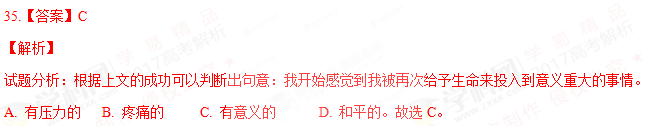 35.【答案】C
【解析】
试题分析：根据上文的成功可以判断出句意：我开始感觉到我被再次给予生命来投入到意义重大的事情。
A. 有压力的 B. 疼痛的 C. 有意义的 D. 和平的。故选 C。